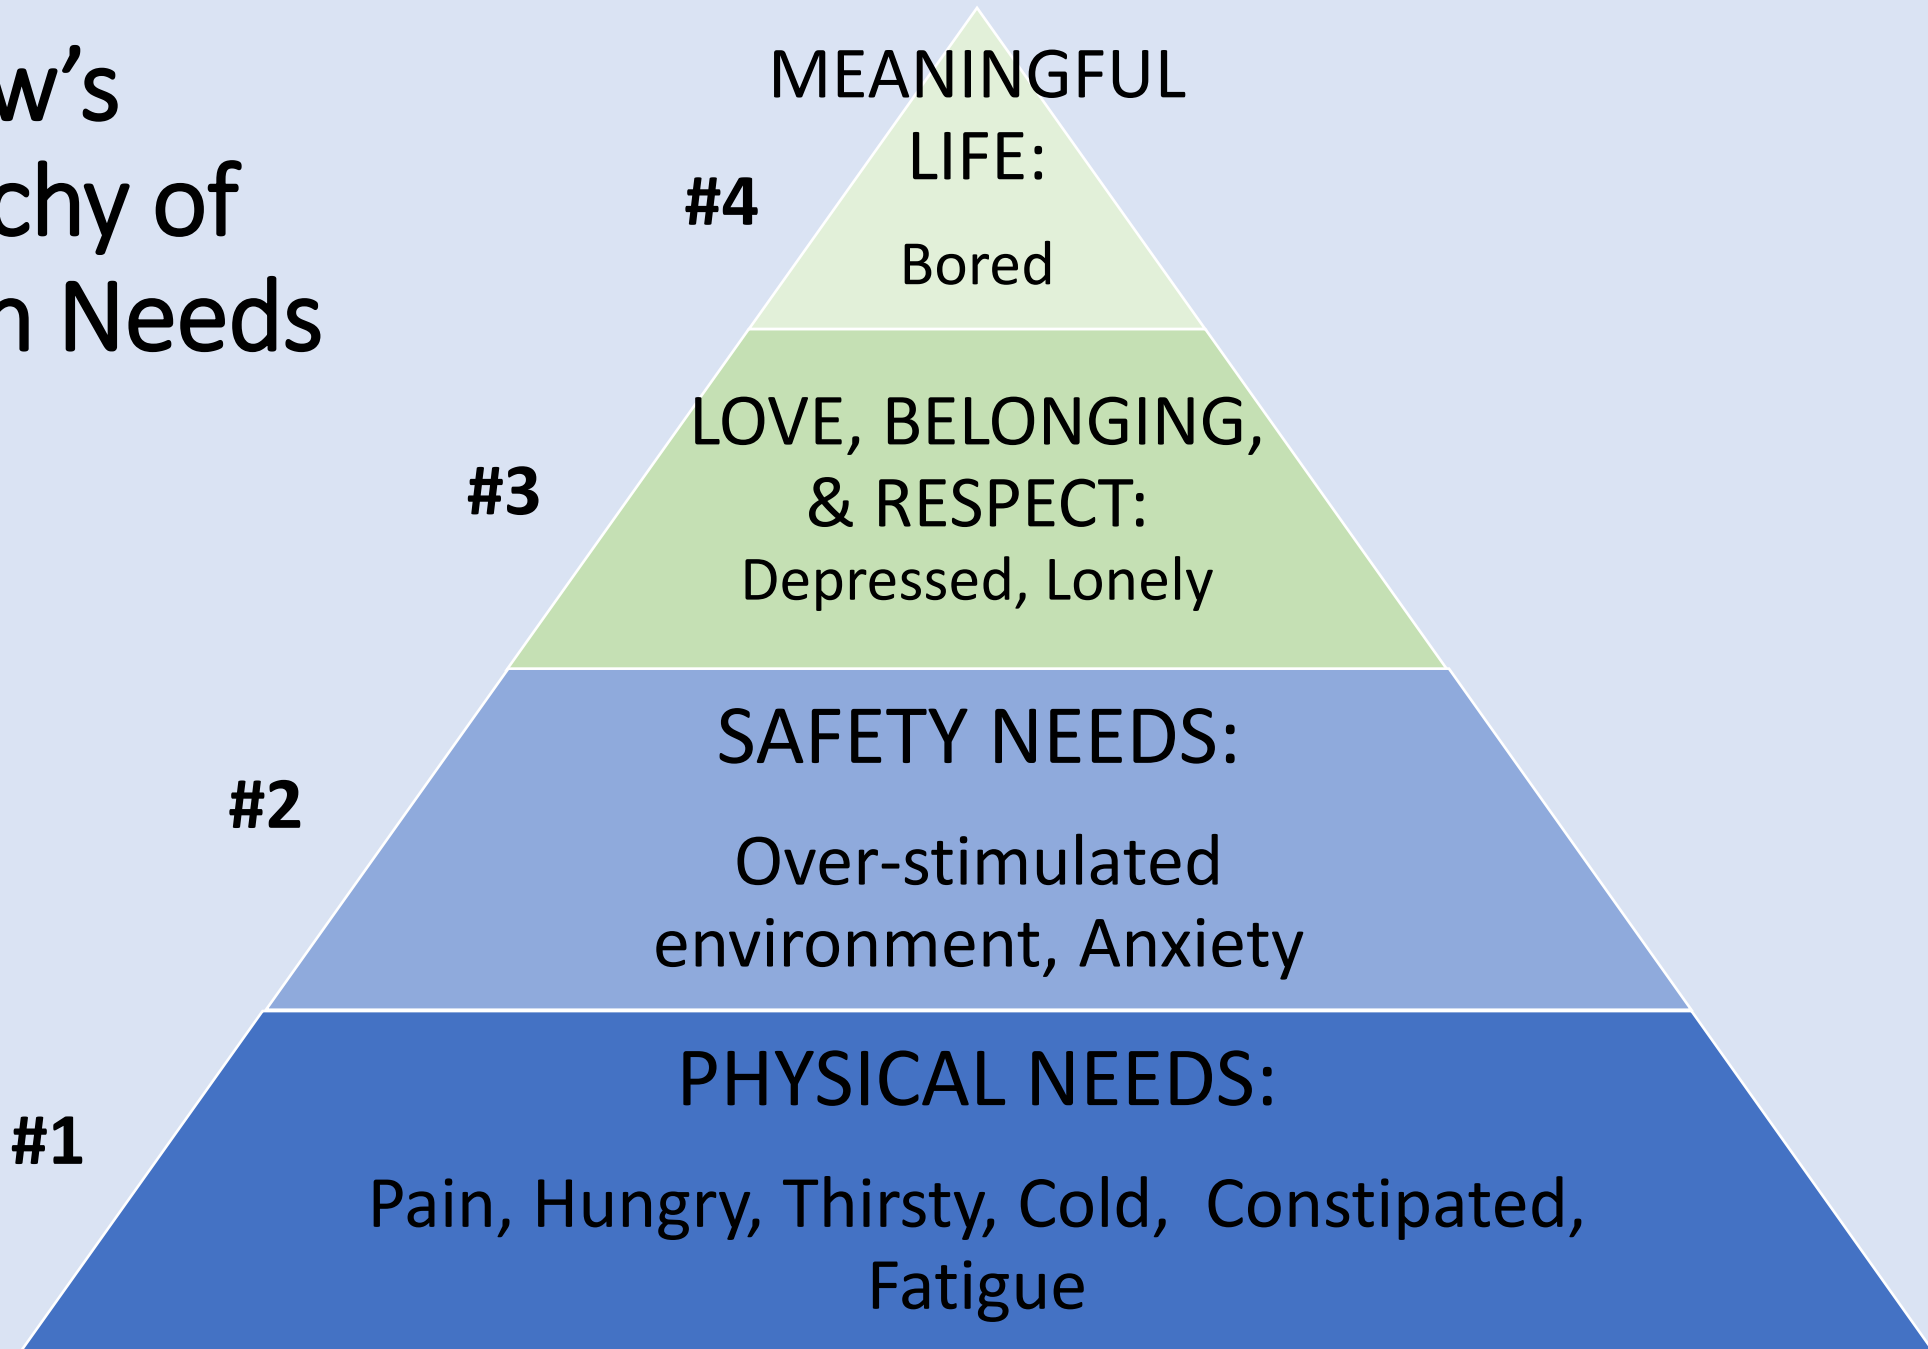 w’s
chy of
n Needs
MEANINGFUL
LIFE:
Bored
#4
LOVE, BELONGING,
& RESPECT:
Depressed, Lonely
#3
SAFETY NEEDS:
Over-stimulated
environment, Anxiety
#2
PHYSICAL NEEDS:
Pain, Hungry, Thirsty, Cold,  Constipated,
Fatigue
#1